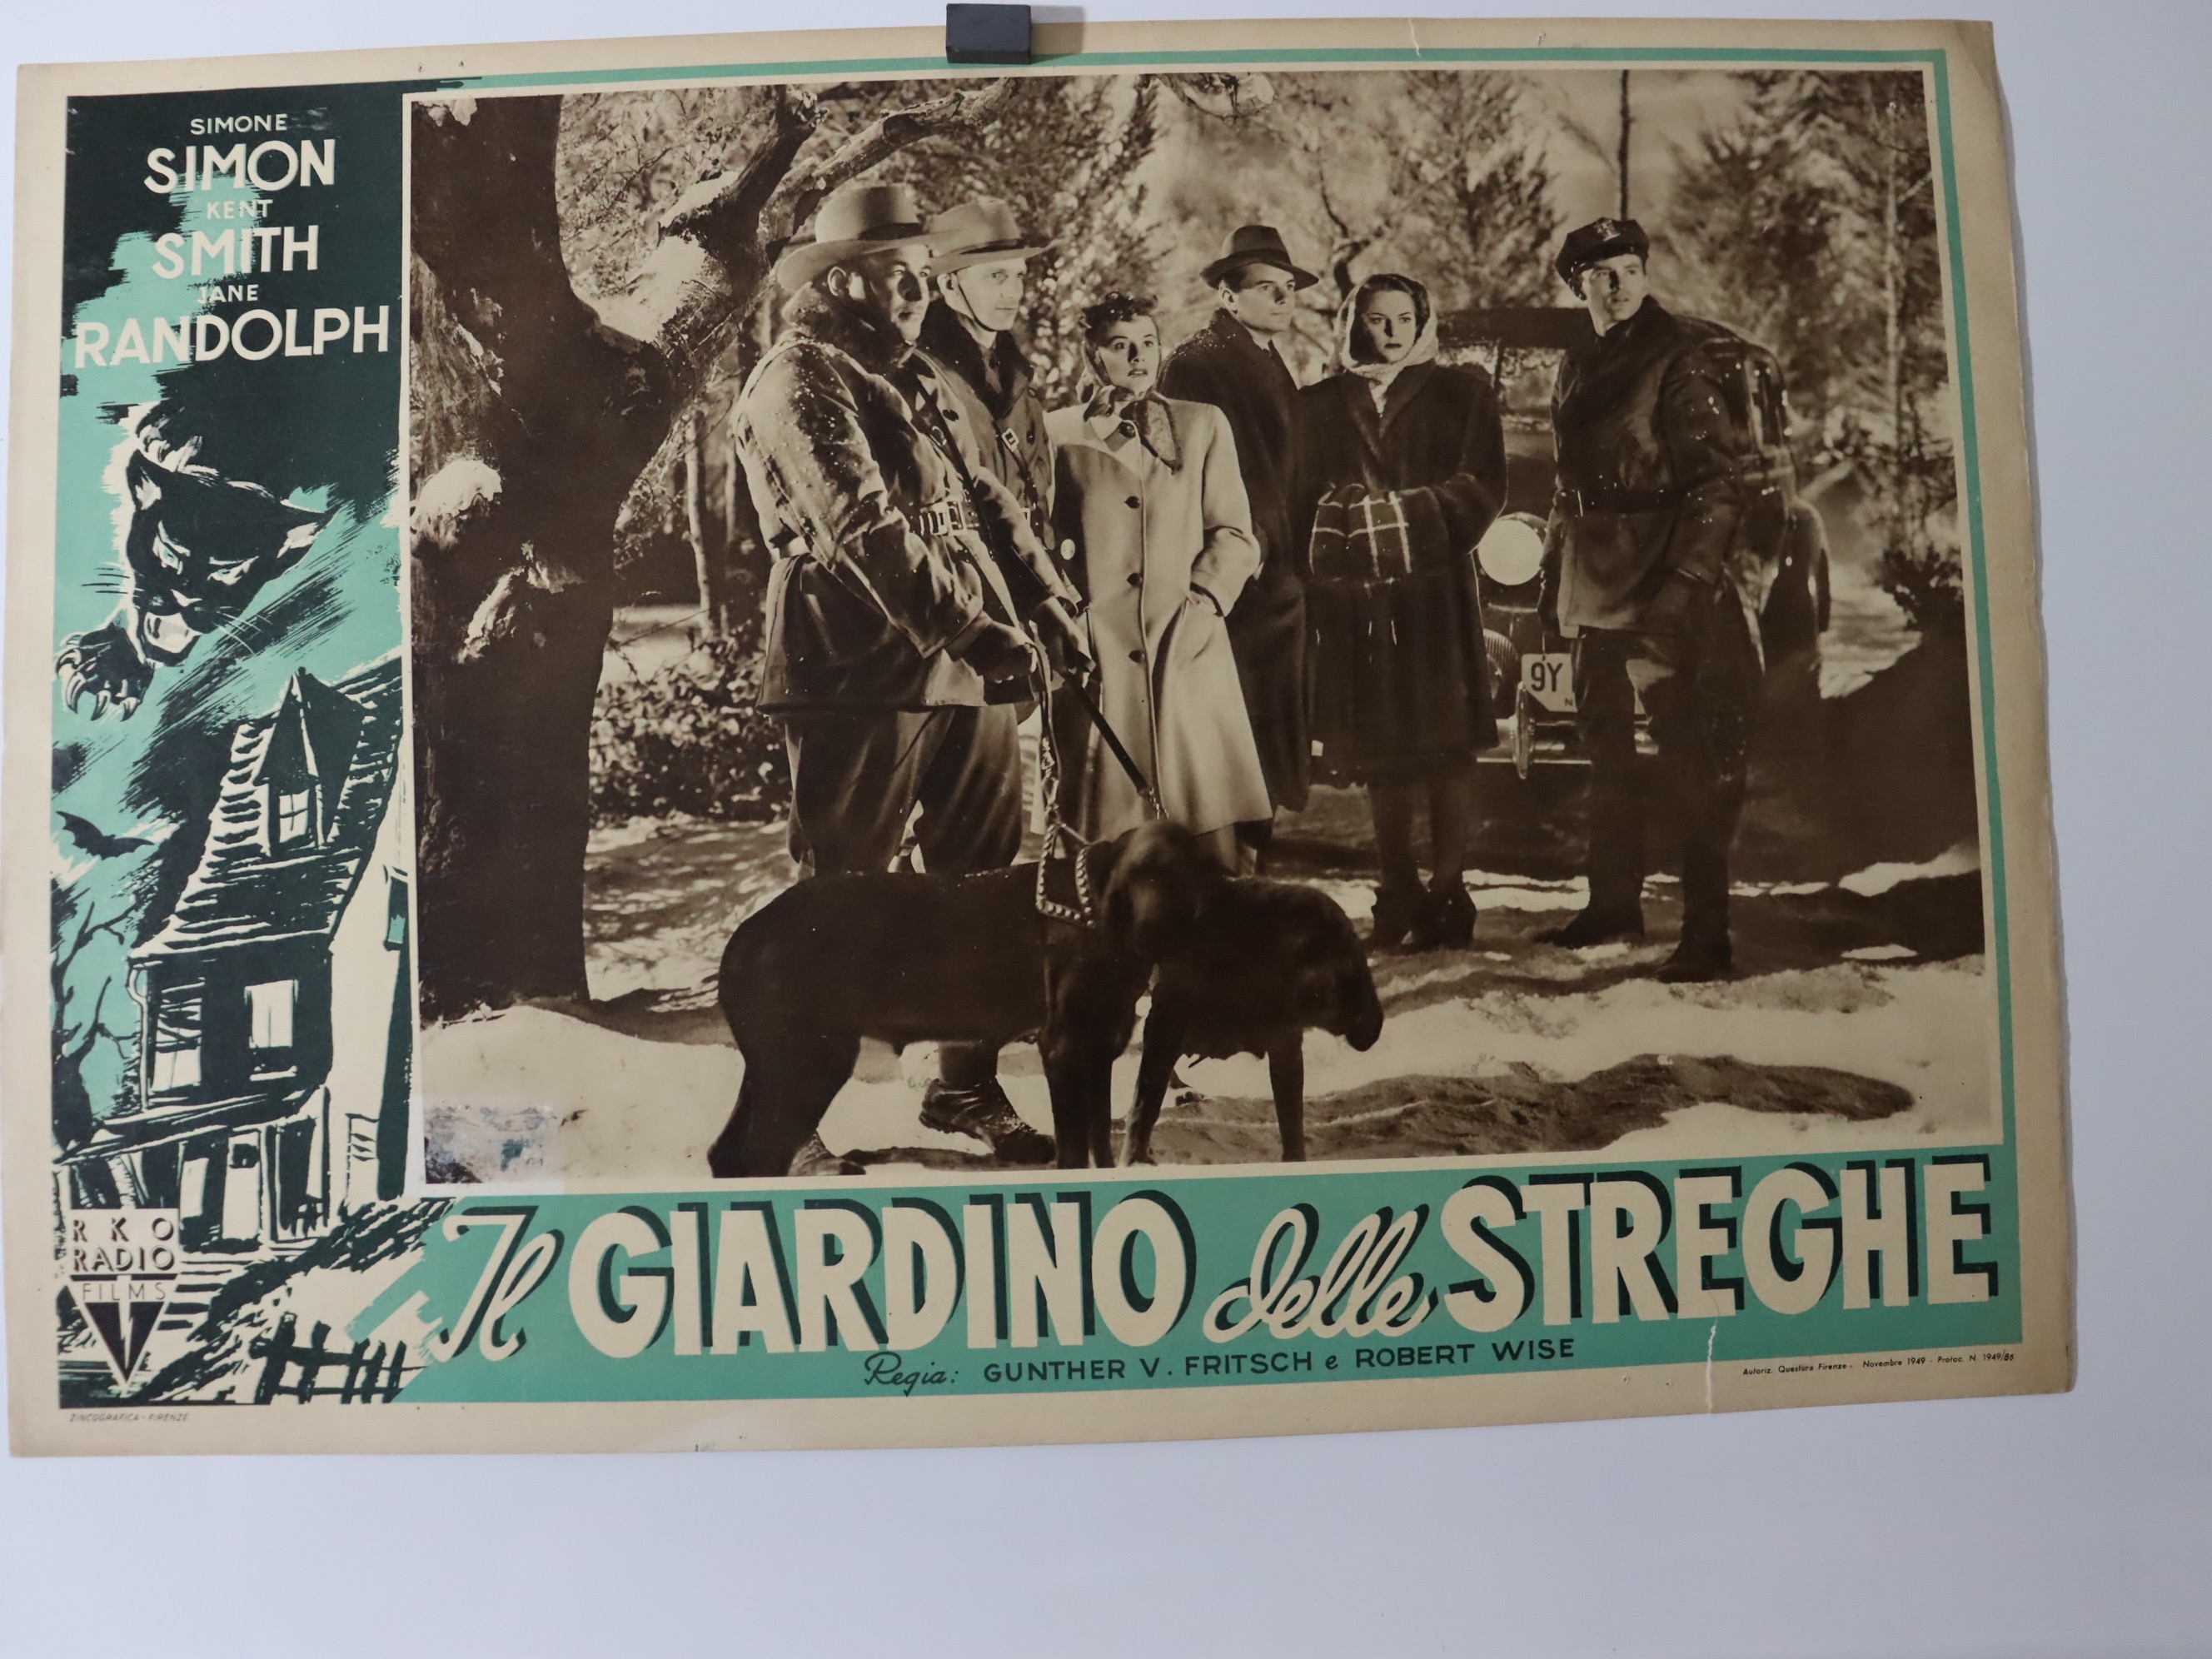 SIMONE
SIMON
KENT
SMITH
JANE
RANDOLPH
9Y
N
RKO
RADIO
FILMS
Il GIARDINO delle STREGHE
Regia: GUNTHER V. FRITSCH e ROBERT WISE
Autoriz. Questura Firenze - Novembre 1949 - Protoc. N. 1949/86
ZINCOGRAFICA - FIRENZE